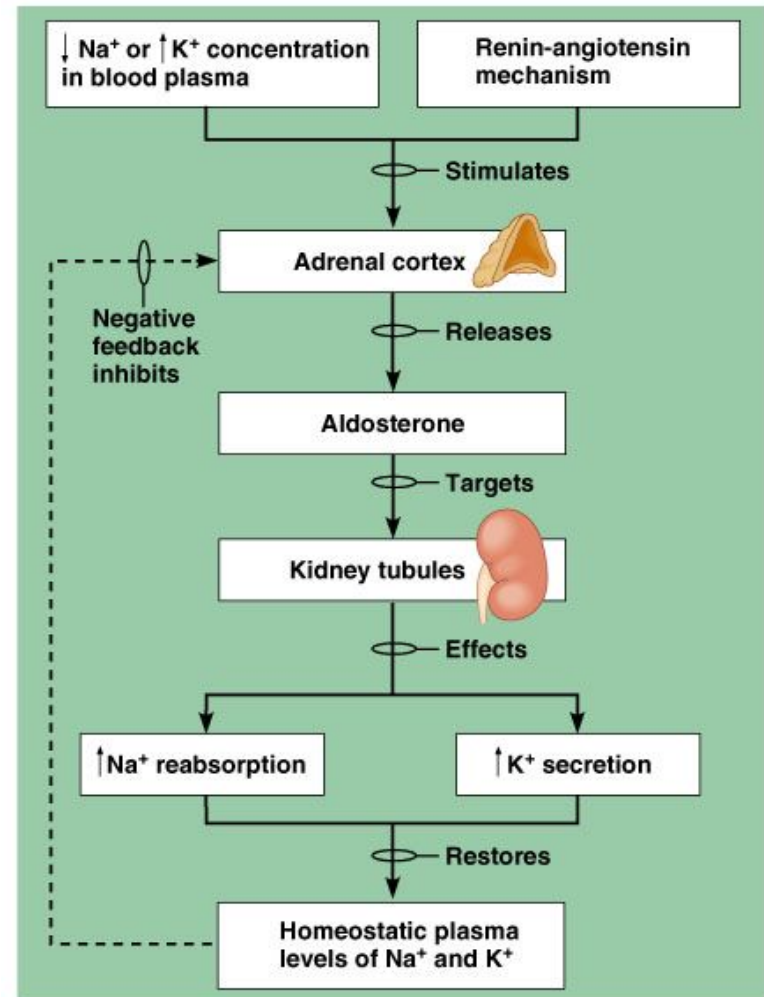 ↓ Na⁺ or ↑K⁺ concentration
in blood plasma
Renin-angiotensin
mechanism
Stimulates
Adrenal cortex
Negative
feedback
inhibits
Releases
Aldosterone
Targets
Kidney tubules
Effects
↑Na⁺ reabsorption
↑K⁺ secretion
Restores
Homeostatic plasma
levels of Na⁺ and K⁺